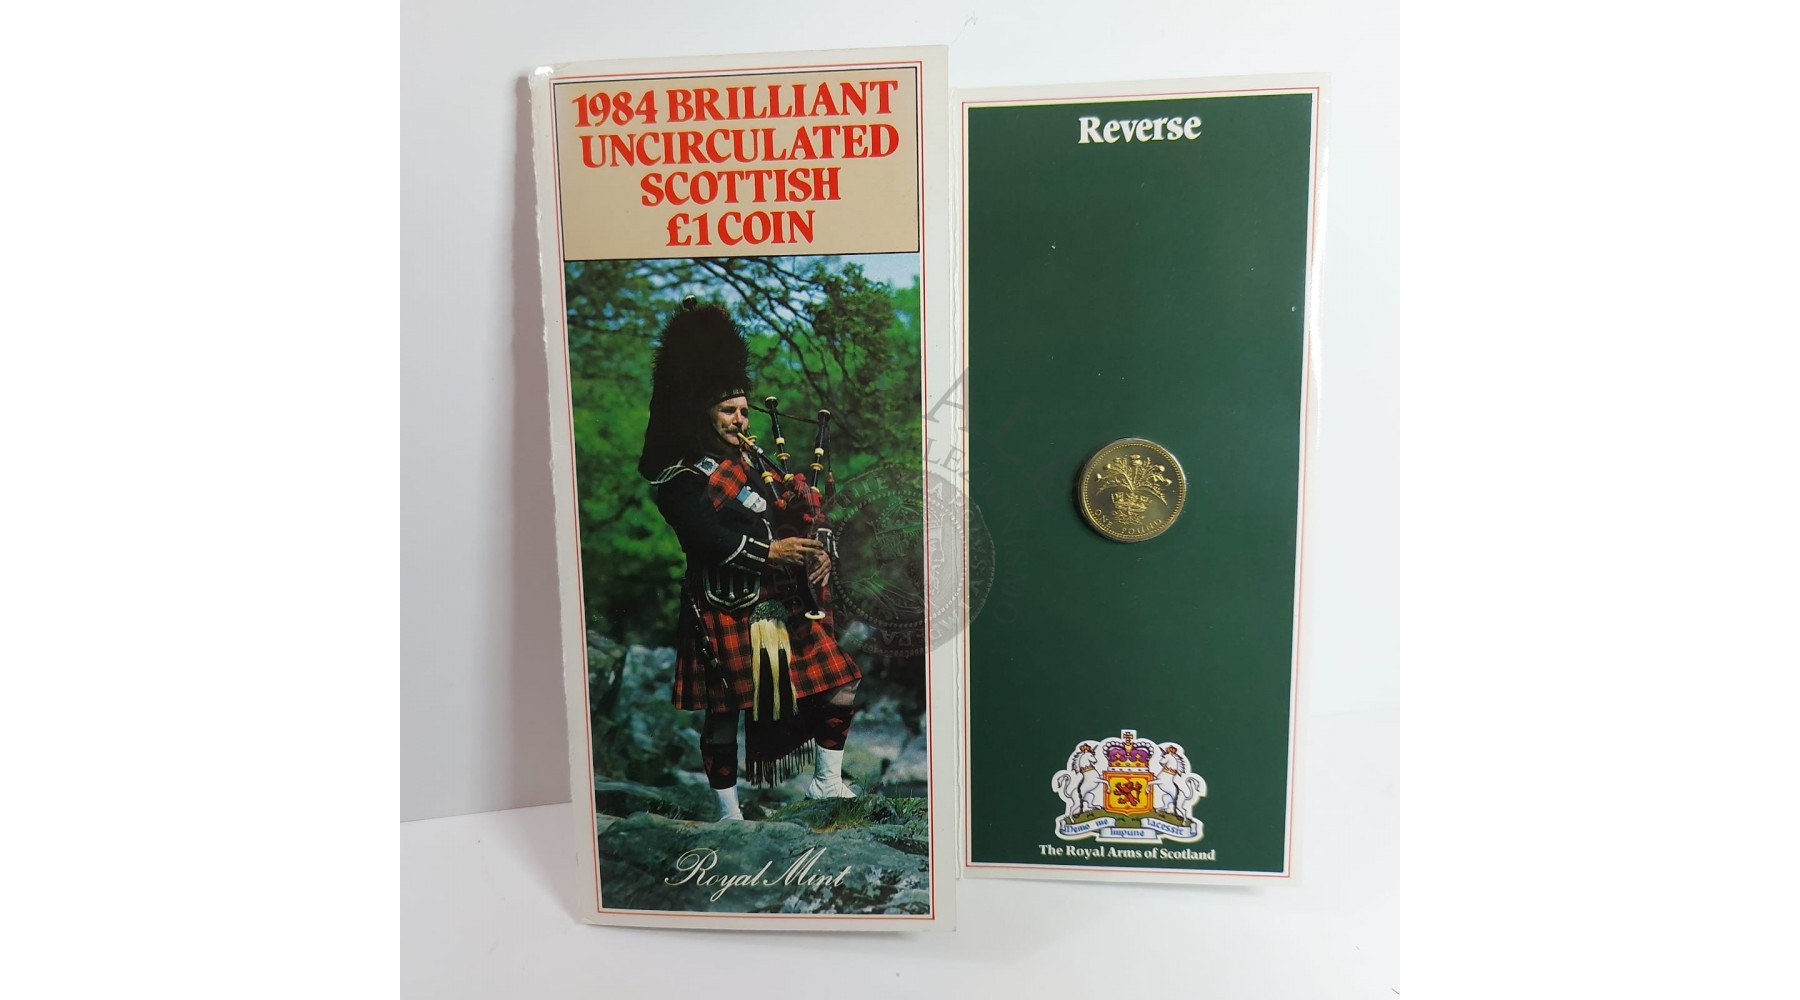 1984 BRILLIANT
UNCIRCULATED
SCOTTISH
£1 COIN
Royal Mint
Reverse
ONE POUND
Nemo me impune lacessit
The Royal Arms of Scotland